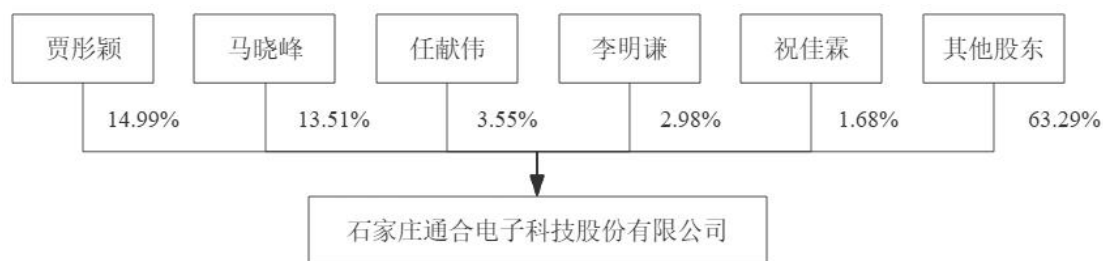 贾彤颖 马晓峰 任献伟 李明谦 祝佳霖 其他股东
14.99% 13.51% 3.55% 2.98% 1.68% 63.29%
石家庄通合电子科技股份有限公司